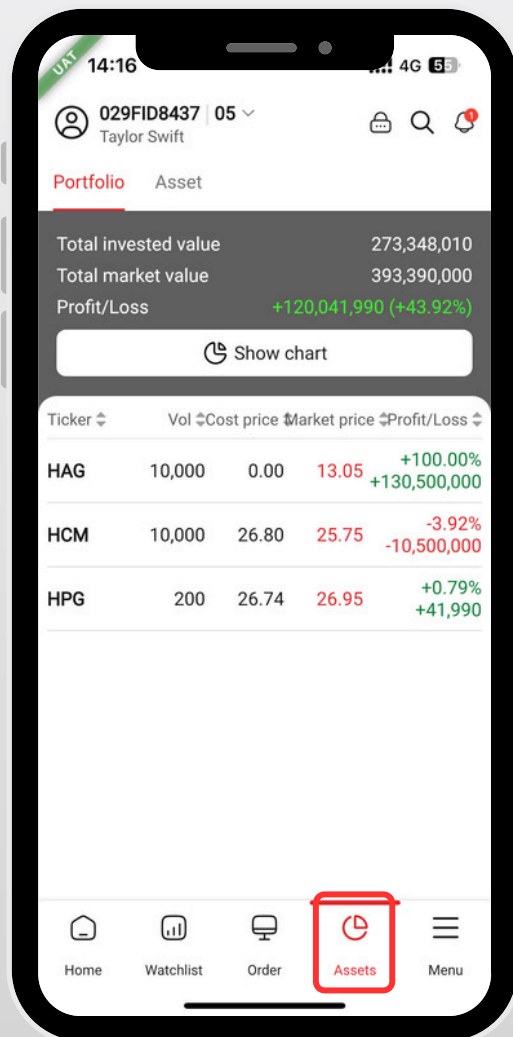 UAT
14:16
4G 55
029FID8437 | 05
Taylor Swift
1
Portfolio Asset
Total invested value 273,348,010
Total market value 393,390,000
Profit/Loss +120,041,990 (+43.92%)
Show chart
Ticker Vol Cost price Market price Profit/Loss
HAG 10,000 0.00 13.05 +100.00%
+130,500,000
HCM 10,000 26.80 25.75 -3.92%
-10,500,000
HPG 200 26.74 26.95 +0.79%
+41,990
Home Watchlist Order Assets Menu